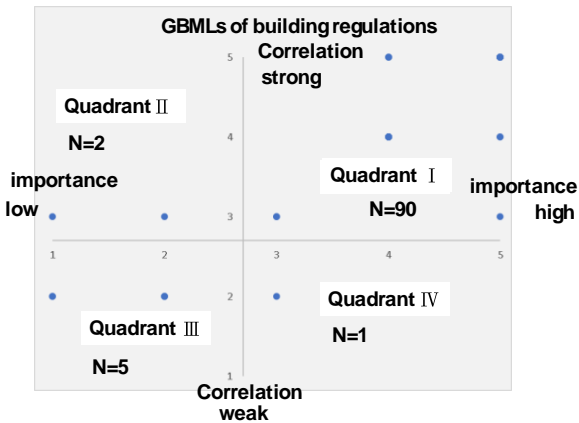 GBMLs of building regulations
Correlation
strong
5
Quadrant Ⅱ
N=2
4
importance
low
Quadrant Ⅰ
N=90
importance
high
3
1
2
3
4
5
2
Quadrant Ⅳ
N=1
Quadrant Ⅲ
N=5
1
Correlation
weak